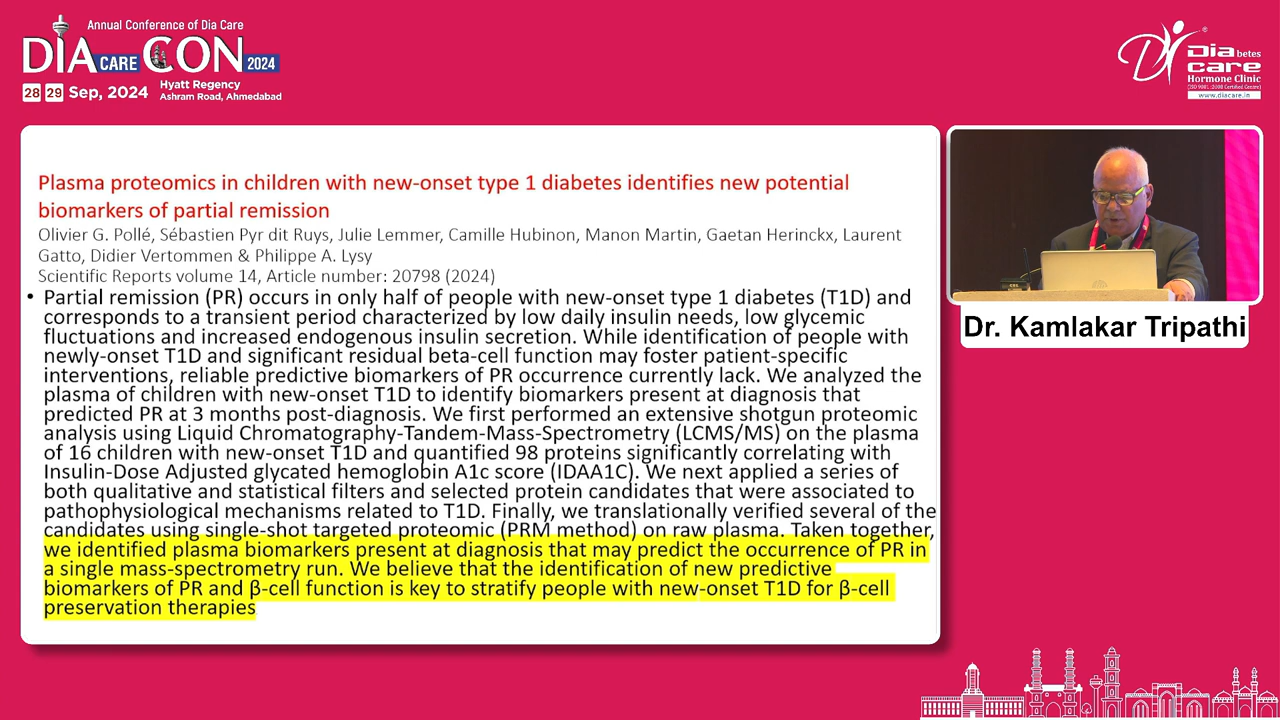 Annual Conference of Dia Care
DIA CARE CON 2024
28 29 Sep, 2024
Hyatt Regency
Ashram Road, Ahmedabad
Diabetes
care
Hormone Clinic
(ISO 9001:2008 Certified Centre)
www.diacare.in
Plasma proteomics in children with new-onset type 1 diabetes identifies new potential
biomarkers of partial remission
Olivier G. Pollé, Sébastien Pyr dit Ruys, Julie Lemmer, Camille Hubinon, Manon Martin, Gaetan Herinckx, Laurent
Gatto, Didier Vertommen & Philippe A. Lysy
Scientific Reports volume 14, Article number: 20798 (2024)
• Partial remission (PR) occurs in only half of people with new-onset type 1 diabetes (T1D) and
corresponds to a transient period characterized by low daily insulin needs, low glycemic
fluctuations and increased endogenous insulin secretion. While identification of people with
newly-onset T1D and significant residual beta-cell function may foster patient-specific
interventions, reliable predictive biomarkers of PR occurrence currently lack. We analyzed the
plasma of children with new-onset T1D to identify biomarkers present at diagnosis that
predicted PR at 3 months post-diagnosis. We first performed an extensive shotgun proteomic
analysis using Liquid Chromatography-Tandem-Mass-Spectrometry (LCMS/MS) on the plasma
of 16 children with new-onset T1D and quantified 98 proteins significantly correlating with
Insulin-Dose Adjusted glycated hemoglobin A1c score (IDAA1C). We next applied a series of
both qualitative and statistical filters and selected protein candidates that were associated to
pathophysiological mechanisms related to T1D. Finally, we translationally verified several of the
candidates using single-shot targeted proteomic (PRM method) on raw plasma. Taken together,
we identified plasma biomarkers present at diagnosis that may predict the occurrence of PR in
a single mass-spectrometry run. We believe that the identification of new predictive
biomarkers of PR and β-cell function is key to stratify people with new-onset T1D for β-cell
preservation therapies
Dr. Kamlakar Tripathi